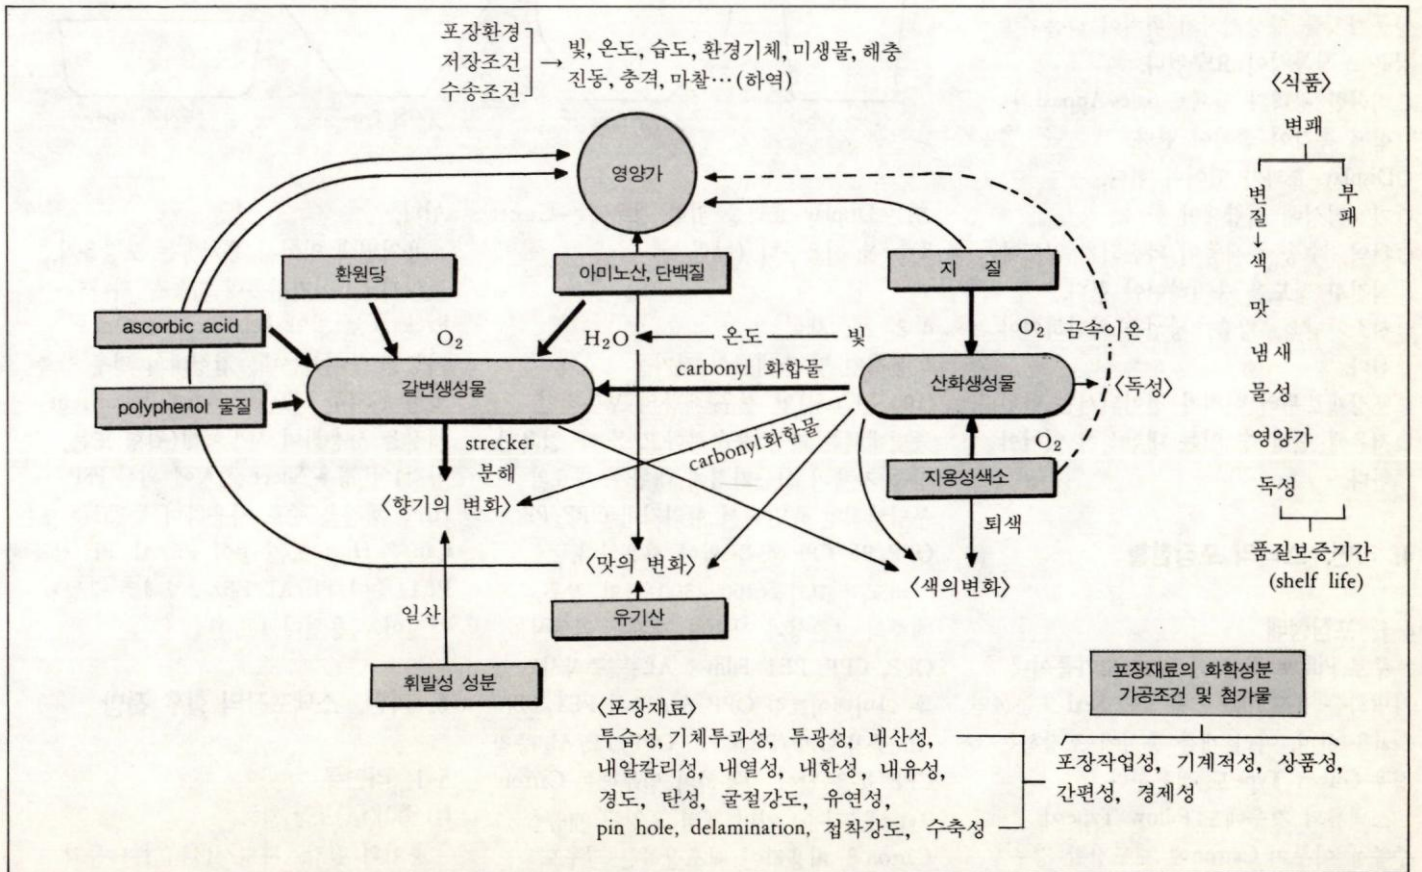 포장환경
저장조건
수송조건
→ 빛, 온도, 습도, 환경기체, 미생물, 해충
진동, 충격, 마찰…(하역)
〈식품〉
변패
변질→색
부패
맛
냄새
물성
영양가
독성
품질보증기간
(shelf life)
영양가
환원당
아미노산, 단백질
지 질
ascorbic acid
O₂
H₂O ← 온도 — 빛
O₂ 금속이온
carbonyl 화합물
갈변생성물
산화생성물
〈독성〉
polyphenol 물질
strecker
분해
carbonyl화합물
O₂
지용성색소
〈향기의 변화〉
퇴색
〈맛의 변화〉
〈색의변화〉
일산
유기산
휘발성 성분
포장재료의 화학성분
가공조건 및 첨가물
〈포장재료〉
투습성, 기체투과성, 투광성, 내산성,
내알칼리성, 내열성, 내한성, 내유성,
경도, 탄성, 굴절강도, 유연성,
pin hole, delamination, 접착강도, 수축성
포장작업성, 기계적성, 상품성,
간편성, 경제성